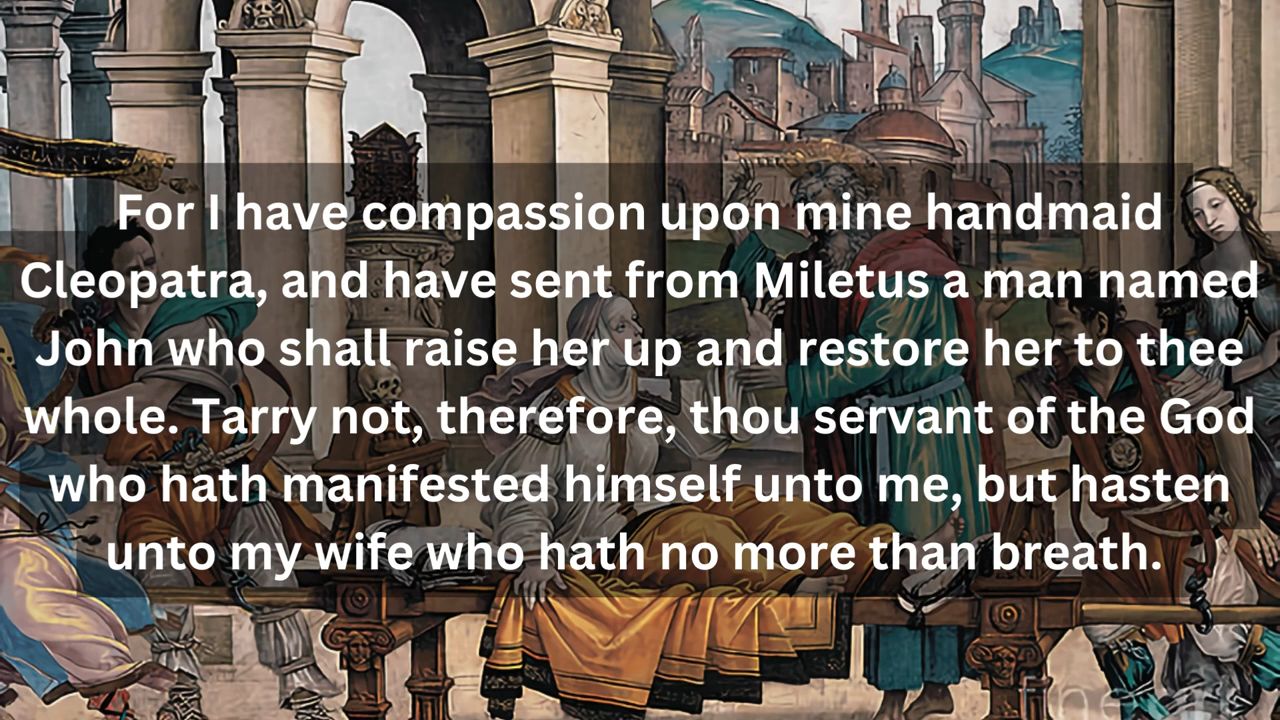 For I have compassion upon mine handmaid
Cleopatra, and have sent from Miletus a man named
John who shall raise her up and restore her to thee
whole. Tarry not, therefore, thou servant of the God
who hath manifested himself unto me, but hasten
unto my wife who hath no more than breath.